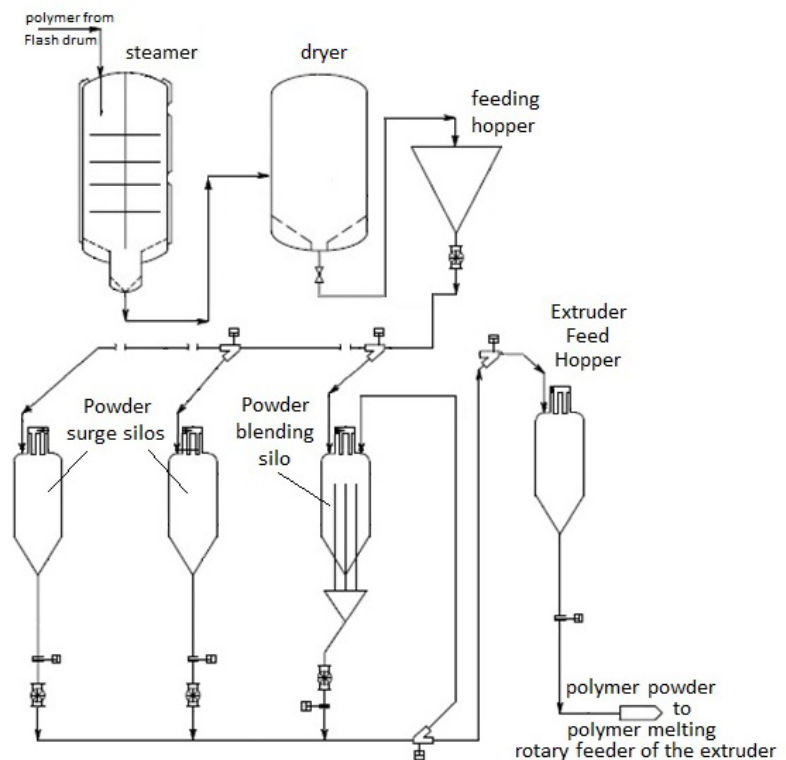 polymer from
Flash drum
steamer
dryer
feeding
hopper
Extruder
Feed
Hopper
Powder
surge silos
Powder
blending
silo
polymer powder
to
polymer melting
rotary feeder of the extruder